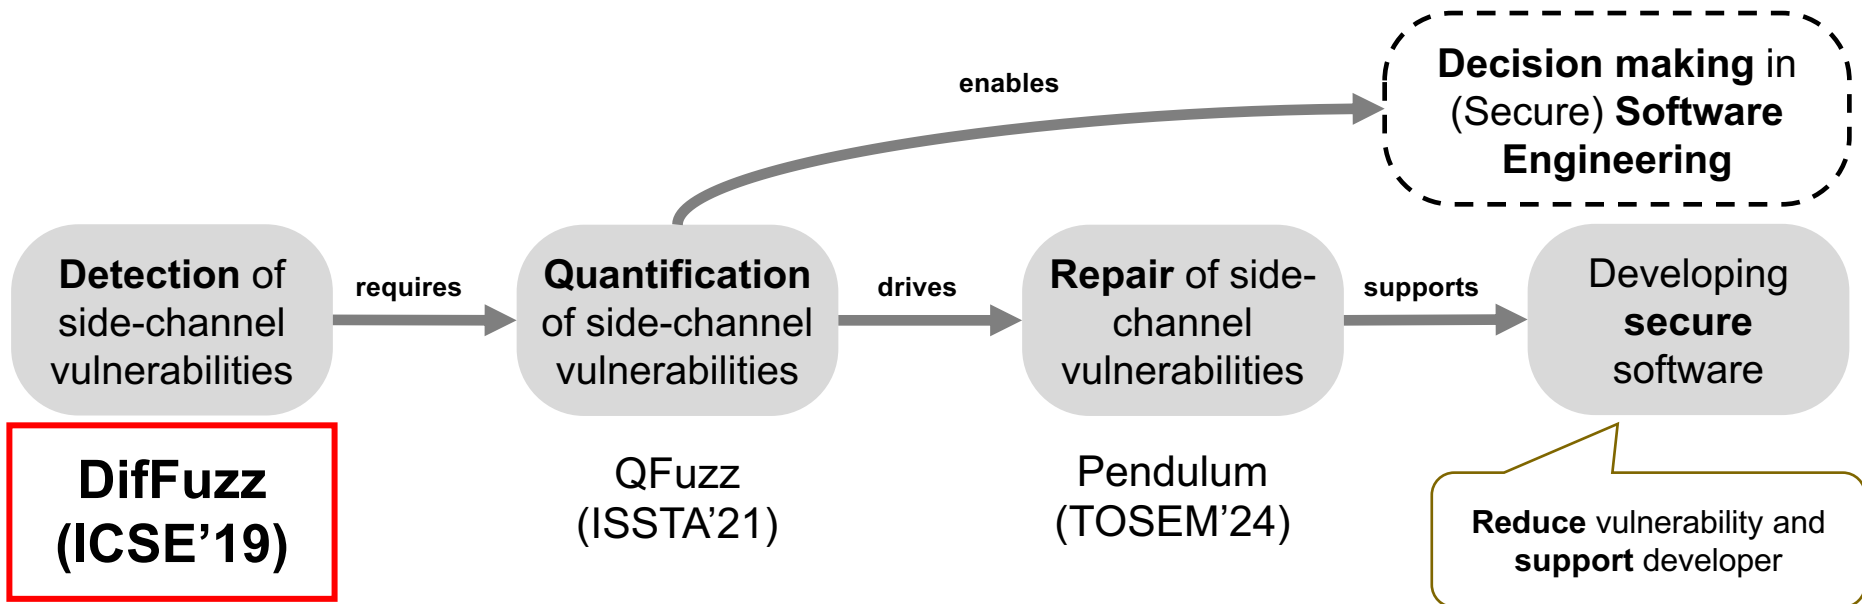 enables
Decision making in
(Secure) Software
Engineering
Detection of
side-channel
vulnerabilities
requires
Quantification
of side-channel
vulnerabilities
drives
Repair of side-
channel
vulnerabilities
supports
Developing
secure
software
DifFuzz
(ICSE’19)
QFuzz
(ISSTA’21)
Pendulum
(TOSEM’24)
Reduce vulnerability and
support developer